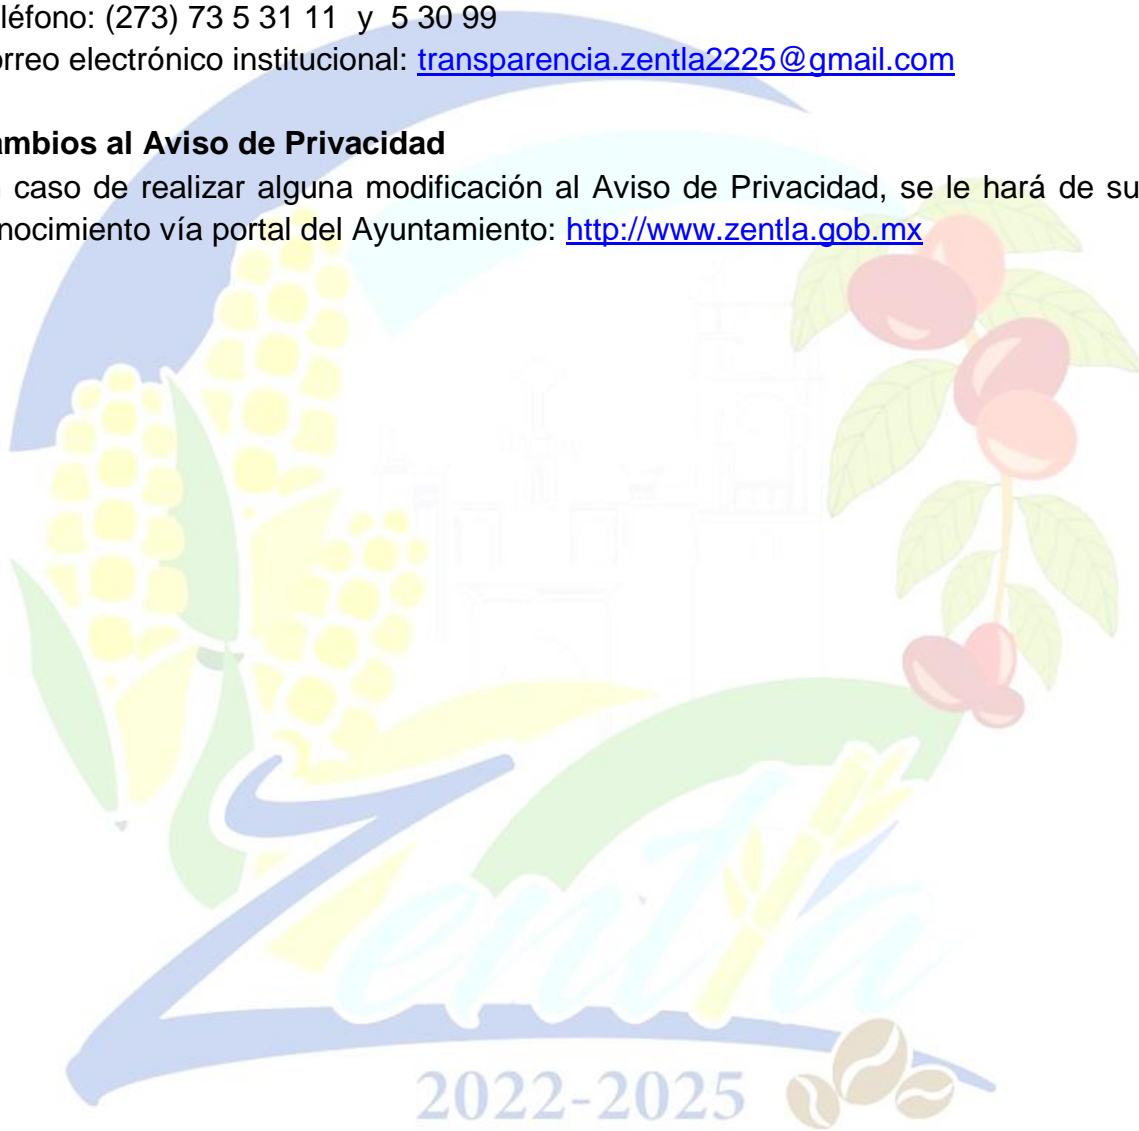 léfono: (273) 73 5 31 11 y 5 30 99
rreo electrónico institucional: transparencia.zentla2225@gmail.com
mbios al Aviso de Privacidad
caso de realizar alguna modificación al Aviso de Privacidad, se le hará de su
nocimiento vía portal del Ayuntamiento: http://www.zentla.gob.mx
Zentla
2022-2025